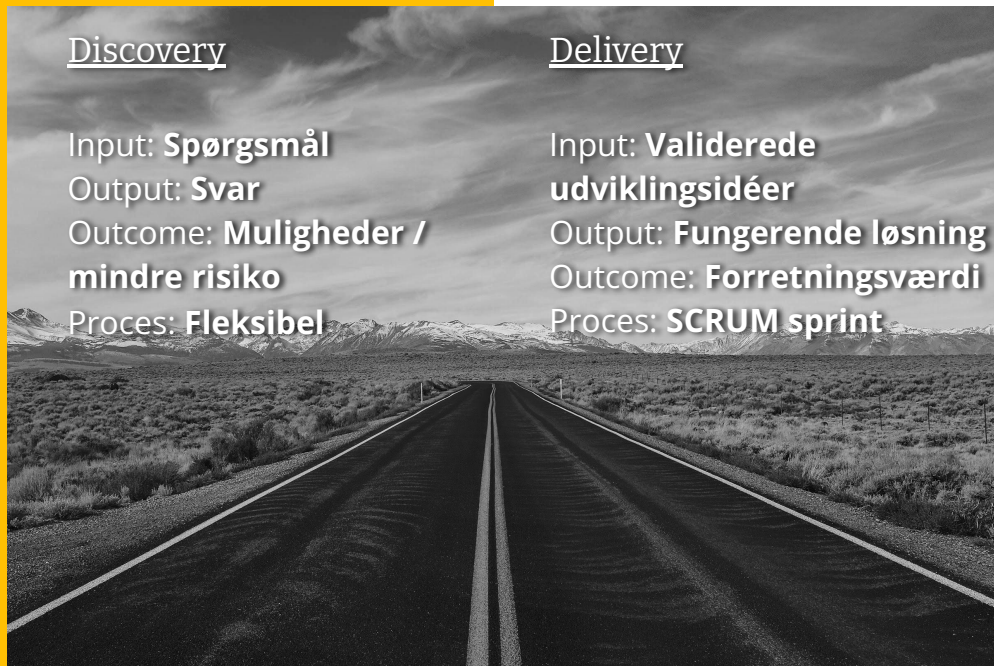 Discovery
Input: Spørgsmål
Output: Svar
Outcome: Muligheder /
mindre risiko
Proces: Fleksibel
Delivery
Input: Validerede
udviklingsidéer
Output: Fungerende løsning
Outcome: Forretningsværdi
Proces: SCRUM sprint